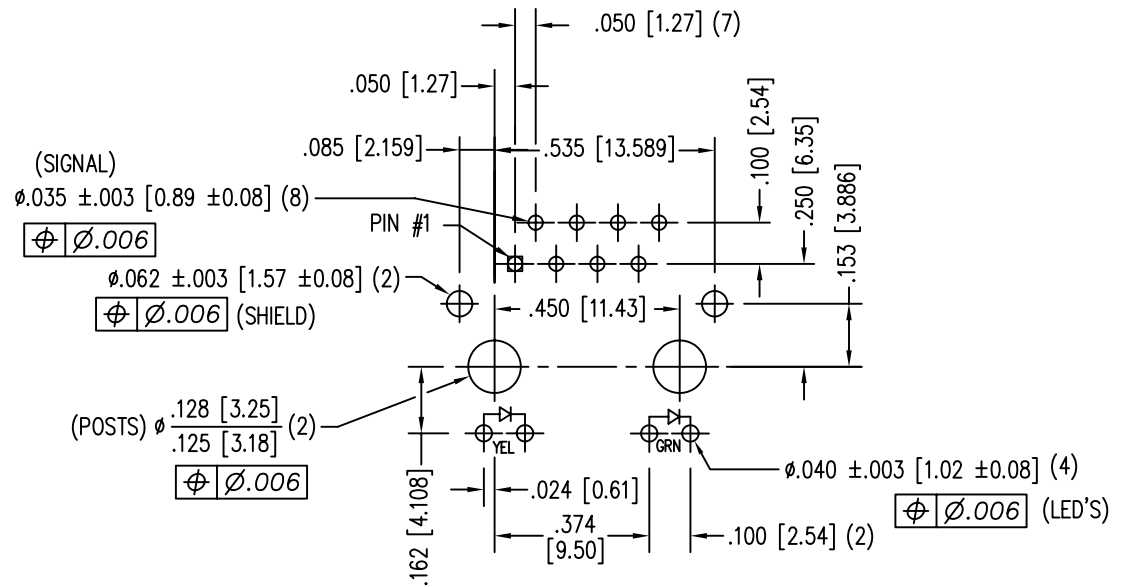 .050 [1.27] (7)
.050 [1.27]
.085 [2.159]
.535 [13.589]
.100 [2.54]
.250 [6.35]
.153 [3.886]
(SIGNAL)
ø.035 ±.003 [0.89 ±0.08] (8)
⌖ Ø.006
PIN #1
ø.062 ±.003 [1.57 ±0.08] (2)
⌖ Ø.006 (SHIELD)
.450 [11.43]
(POSTS) ø .128 [3.25]
.125 [3.18] (2)
⌖ Ø.006
YEL
GRN
ø.040 ±.003 [1.02 ±0.08] (4)
⌖ Ø.006 (LED'S)
.162 [4.108]
.024 [0.61]
.374
[9.50]
.100 [2.54] (2)